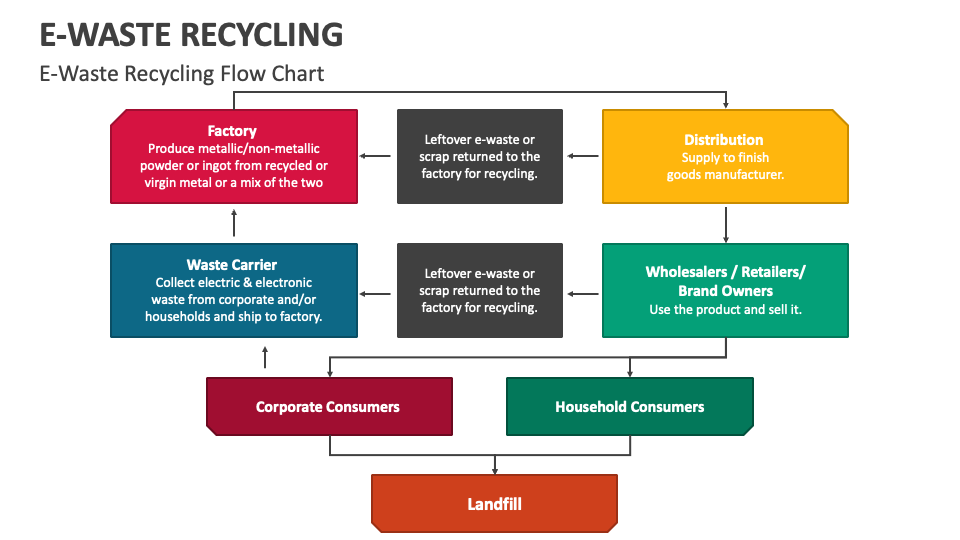 E-WASTE RECYCLING
E-Waste Recycling Flow Chart
Factory
Produce metallic/non-metallic
powder or ingot from recycled or
virgin metal or a mix of the two
Leftover e-waste or
scrap returned to the
factory for recycling.
Distribution
Supply to finish
goods manufacturer.
Waste Carrier
Collect electric & electronic
waste from corporate and/or
households and ship to factory.
Leftover e-waste or
scrap returned to the
factory for recycling.
Wholesalers / Retailers/
Brand Owners
Use the product and sell it.
Corporate Consumers
Household Consumers
Landfill